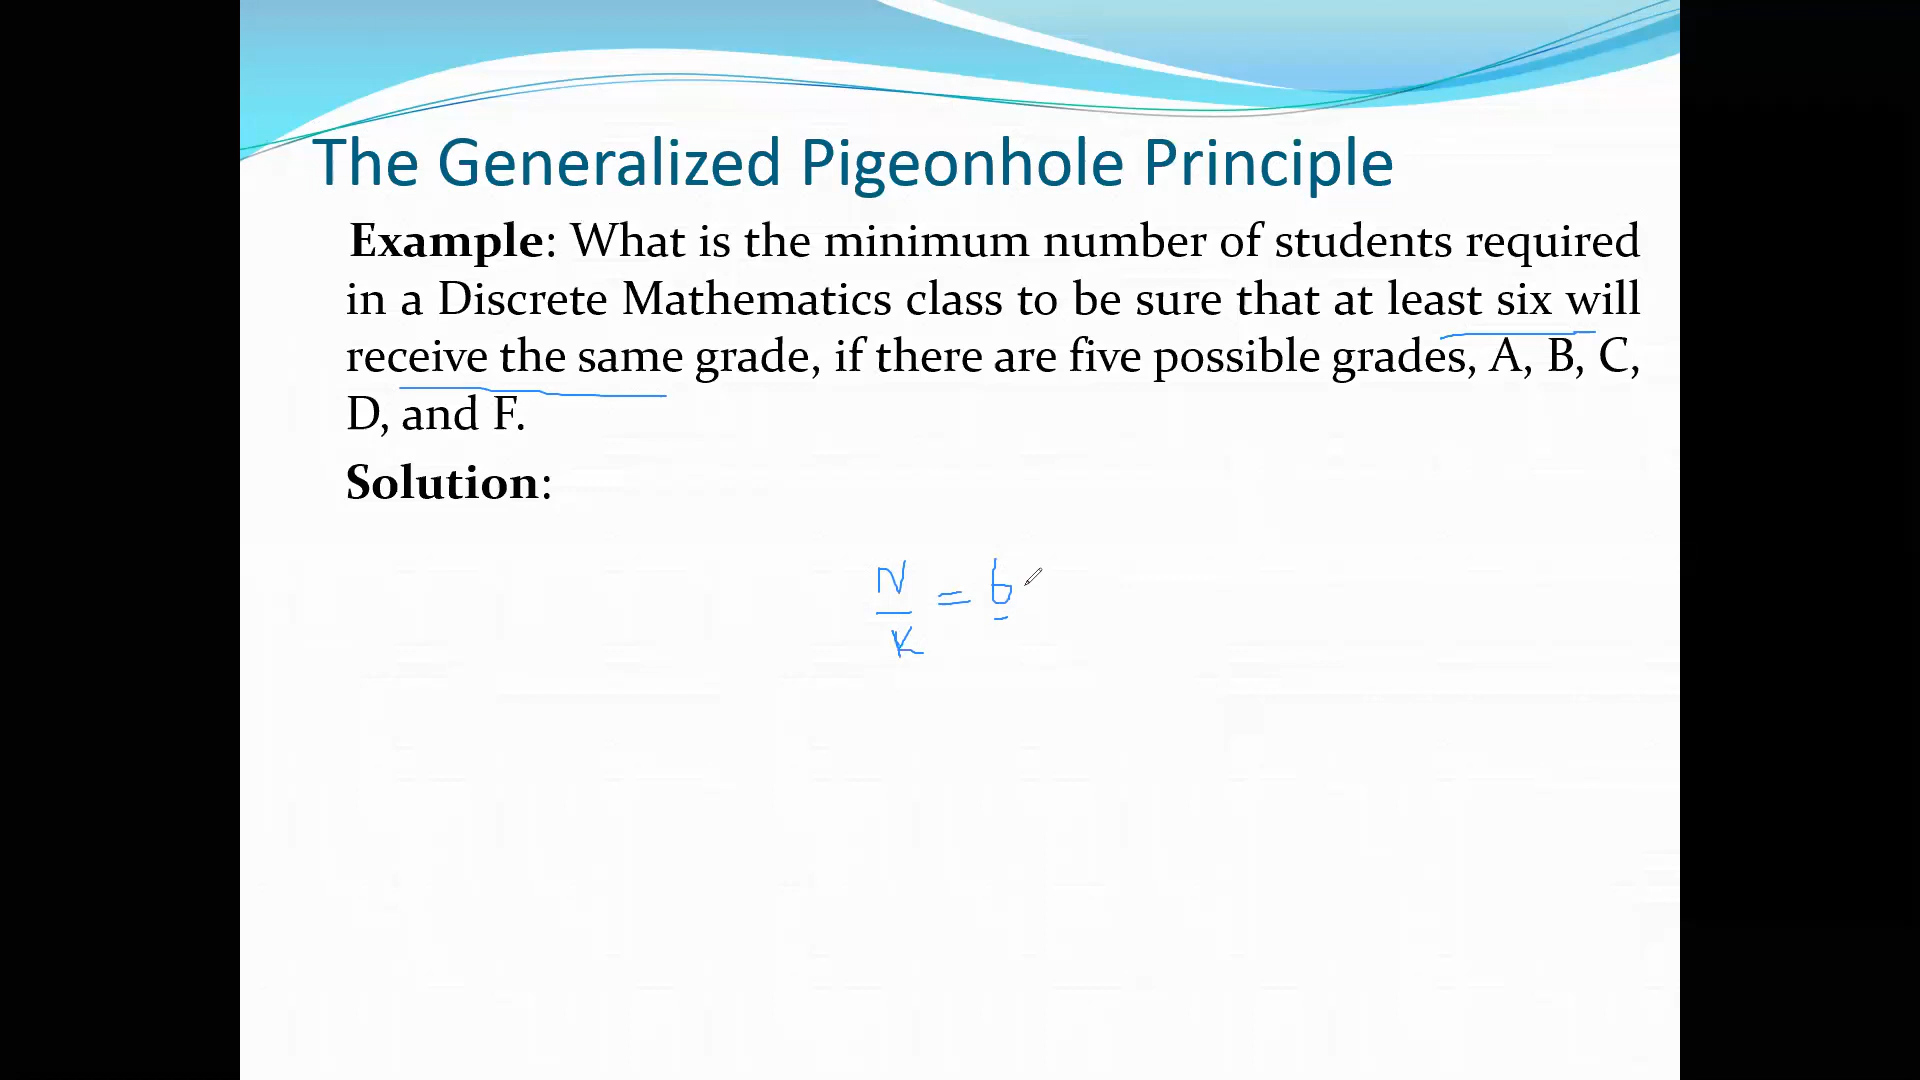 The Generalized Pigeonhole Principle
Example: What is the minimum number of students required
in a Discrete Mathematics class to be sure that at least six will
receive the same grade, if there are five possible grades, A, B, C,
D, and F.
Solution:
N
= 6
K